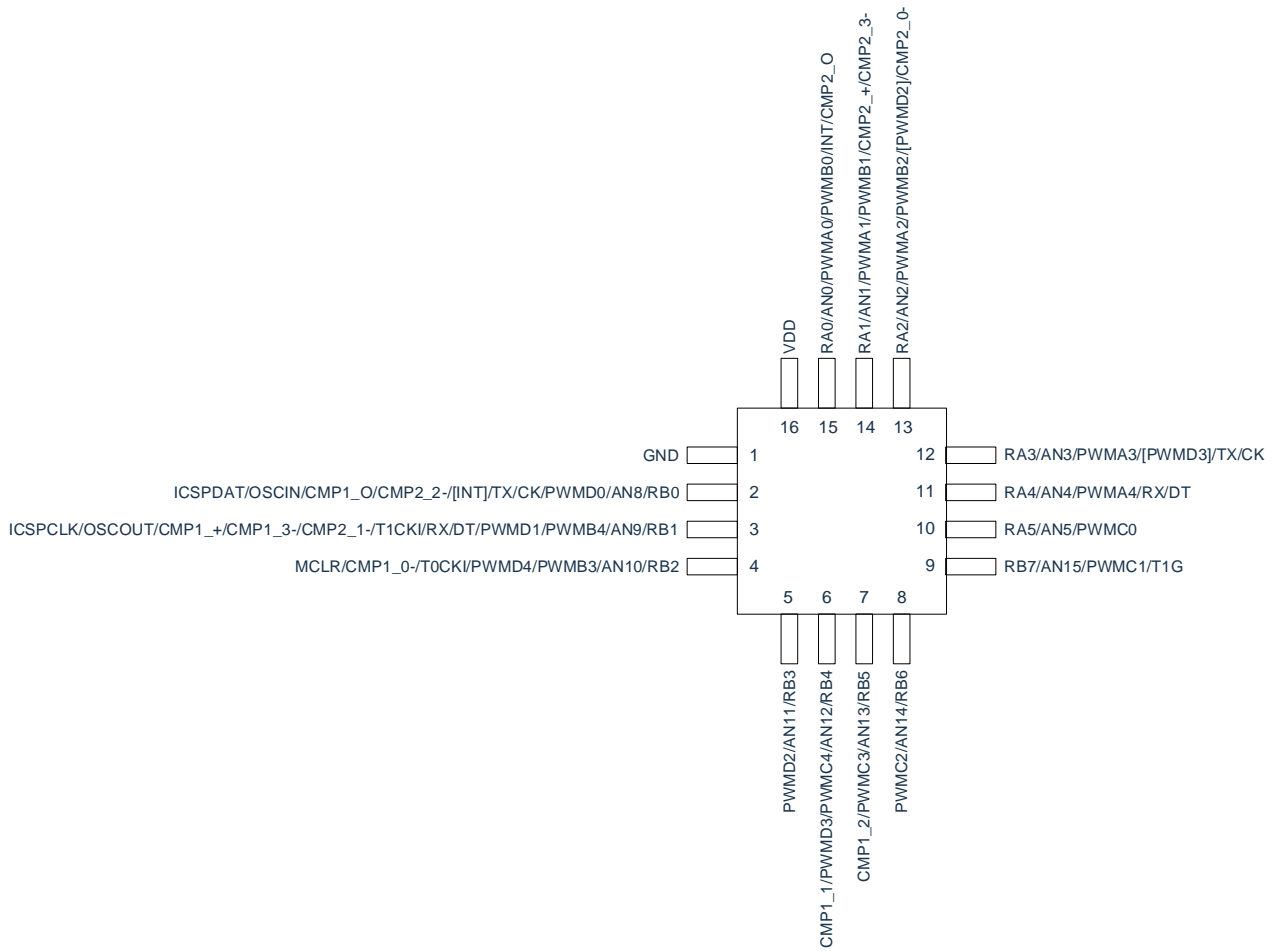 VDD
RA0/AN0/PWMA0/PWMB0/INT/CMP2_O
RA1/AN1/PWMA1/PWMB1/CMP2_+/CMP2_3-
RA2/AN2/PWMA2/PWMB2/[PWMD2]/CMP2_0-
16 15 14 13
GND 1 12 RA3/AN3/PWMA3/[PWMD3]/TX/CK
ICSPDAT/OSCIN/CMP1_O/CMP2_2-/[INT]/TX/CK/PWMD0/AN8/RB0 2 11 RA4/AN4/PWMA4/RX/DT
ICSPCLK/OSCOUT/CMP1_+/CMP1_3-/CMP2_1-/T1CKI/RX/DT/PWMD1/PWMB4/AN9/RB1 3 10 RA5/AN5/PWMC0
MCLR/CMP1_0-/T0CKI/PWMD4/PWMB3/AN10/RB2 4 9 RB7/AN15/PWMC1/T1G
5 6 7 8
PWMD2/AN11/RB3
CMP1_1/PWMD3/PWMC4/AN12/RB4
CMP1_2/PWMC3/AN13/RB5
PWMC2/AN14/RB6